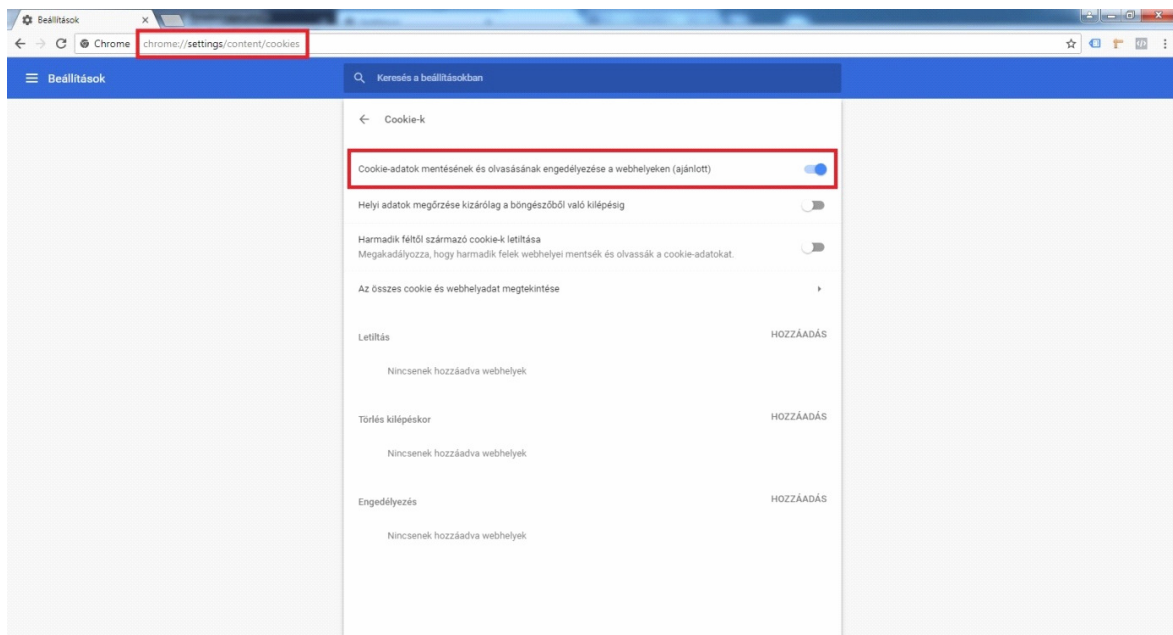 Beállítások
Chrome
chrome://settings/content/cookies
Beállítások
Keresés a beállításokban
Cookie-k
Cookie-adatok mentésének és olvasásának engedélyezése a webhelyeken (ajánlott)
Helyi adatok megőrzése kizárólag a böngészőből való kilépésig
Harmadik féltől származó cookie-k letiltása
Megakadályozza, hogy harmadik felek webhelyei mentsék és olvassák a cookie-adatokat.
Az összes cookie és webhelyadat megtekintése
Letiltás HOZZÁADÁS
Nincsenek hozzáadva webhelyek
Törlés kilépéskor HOZZÁADÁS
Nincsenek hozzáadva webhelyek
Engedélyezés HOZZÁADÁS
Nincsenek hozzáadva webhelyek